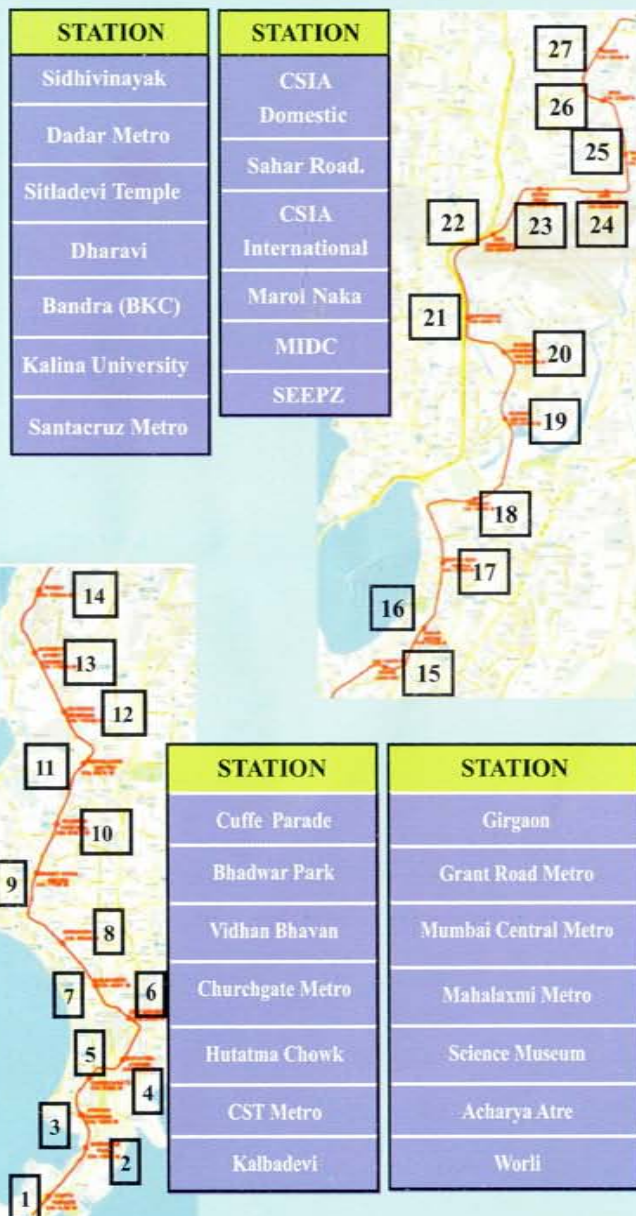 STATION
Sidhivinayak
Dadar Metro
Sitladevi Temple
Dharavi
Bandra (BKC)
Kalina University
Santacruz Metro
STATION
CSIA
Domestic
Sahar Road.
CSIA
International
Marol Naka
MIDC
SEEPZ
27
26
25
22
23
24
21
20
19
18
17
16
15
14
13
12
11
10
9
8
7
6
5
4
3
2
1
STATION
Cuffe Parade
Bhadwar Park
Vidhan Bhavan
Churchgate Metro
Hutatma Chowk
CST Metro
Kalbadevi
STATION
Girgaon
Grant Road Metro
Mumbai Central Metro
Mahalaxmi Metro
Science Museum
Acharya Atre
Worli